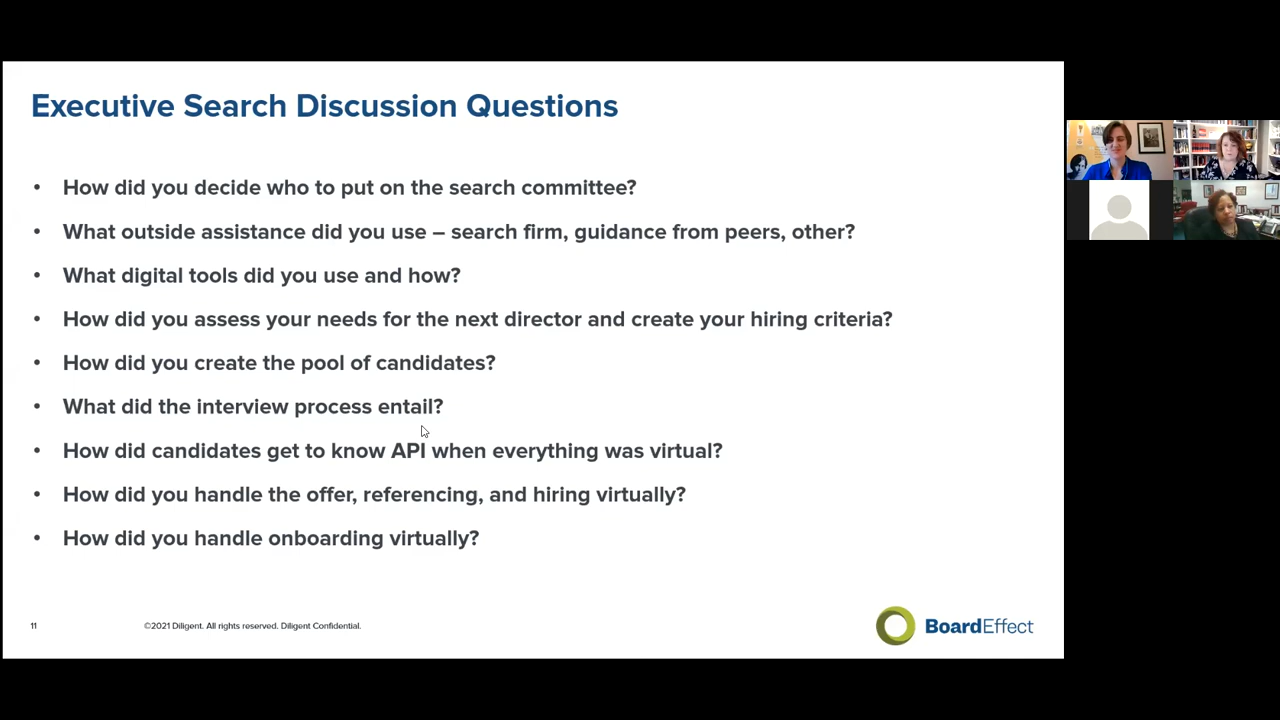 Executive Search Discussion Questions
• How did you decide who to put on the search committee?
• What outside assistance did you use – search firm, guidance from peers, other?
• What digital tools did you use and how?
• How did you assess your needs for the next director and create your hiring criteria?
• How did you create the pool of candidates?
• What did the interview process entail?
• How did candidates get to know API when everything was virtual?
• How did you handle the offer, referencing, and hiring virtually?
• How did you handle onboarding virtually?
11 ©2021 Diligent. All rights reserved. Diligent Confidential.
BoardEffect